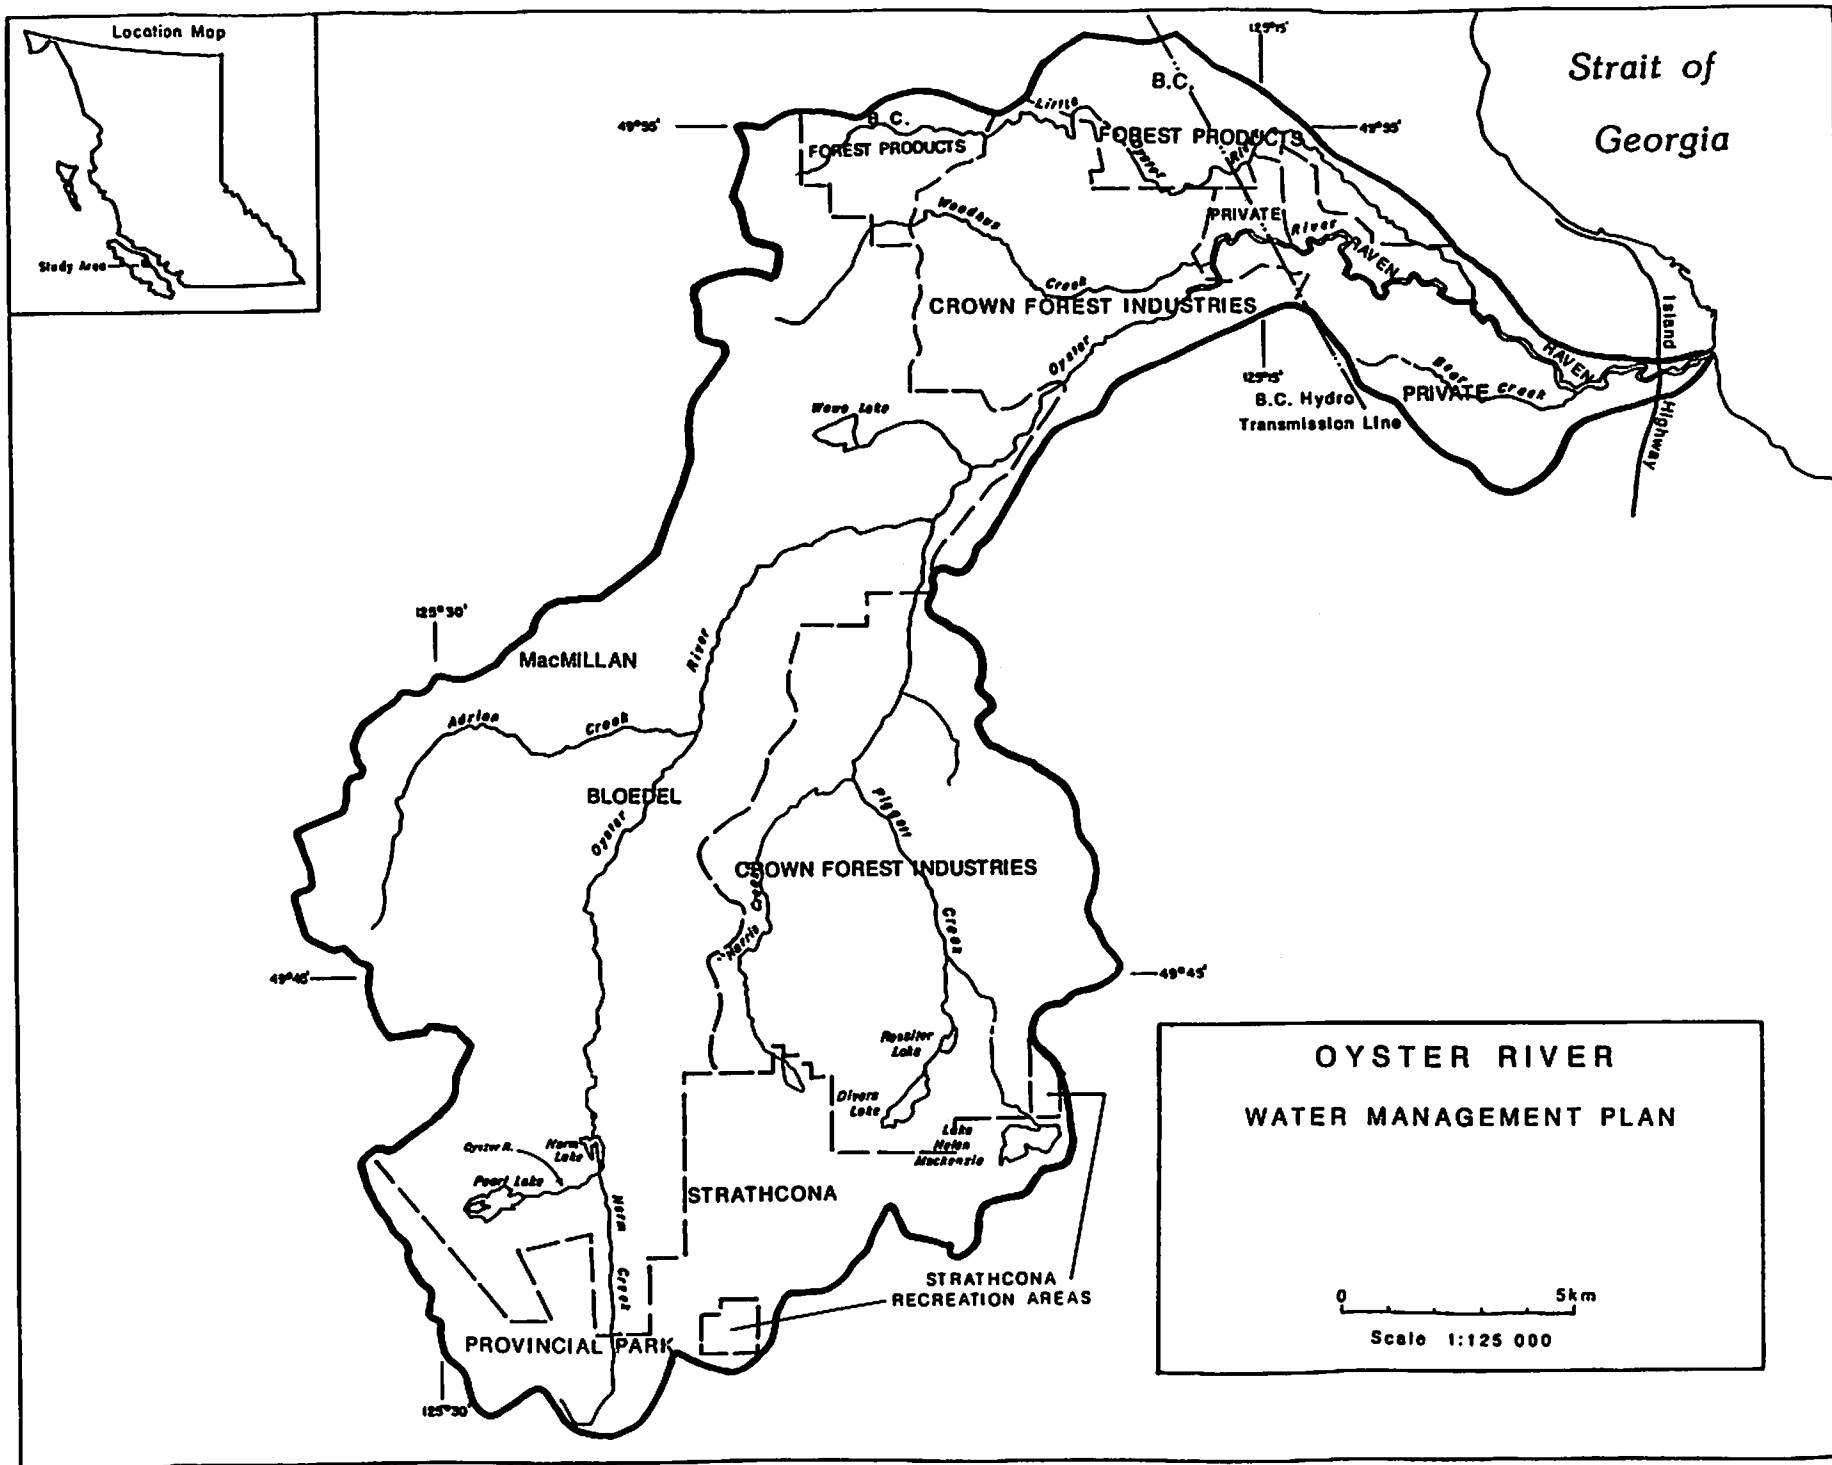 Location Map
Study Area
Strait of
Georgia
125°15'
B.C.
Little
49°55'
B.C.
FOREST PRODUCTS
FOREST PRODUCTS
49°55'
Oyster
River
Woodhus
PRIVATE
River
RAVEN
Creek
CROWN FOREST INDUSTRIES
Island
Highway
Oyster
RAVEN
125°15'
Bear Creek
PRIVATE
B.C. Hydro
Transmission Line
Wowo Lake
125°30'
River
MacMILLAN
Adrian
Creek
BLOEDEL
Piggott
Oyster
CROWN FOREST INDUSTRIES
Creek
Harris
Creek
49°45'
49°45'
Rossiter
Lake
Divers
Lake
Lake
Helen
Mackenzie
Oyster R.
Norm
Lake
Pearl Lake
STRATHCONA
Norm
Creek
STRATHCONA
RECREATION AREAS
PROVINCIAL PARK
125°30'
OYSTER RIVER
WATER MANAGEMENT PLAN
0 5km
Scale 1:125 000